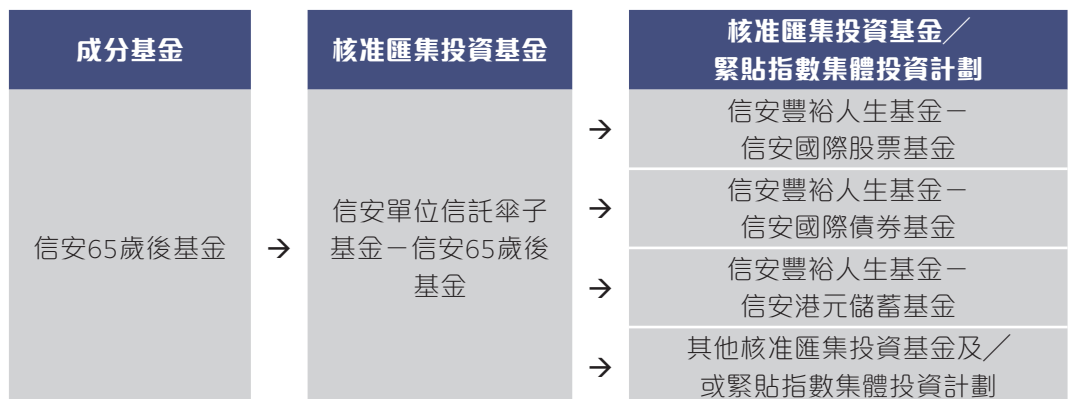 成分基金
核准匯集投資基金
核准匯集投資基金╱
緊貼指數集體投資計劃
信安65歲後基金
→
信安單位信託傘子
基金－信安65歲後
基金
→
信安豐裕人生基金－
信安國際股票基金
→
信安豐裕人生基金－
信安國際債券基金
→
信安豐裕人生基金－
信安港元儲蓄基金
→
其他核准匯集投資基金及╱
或緊貼指數集體投資計劃